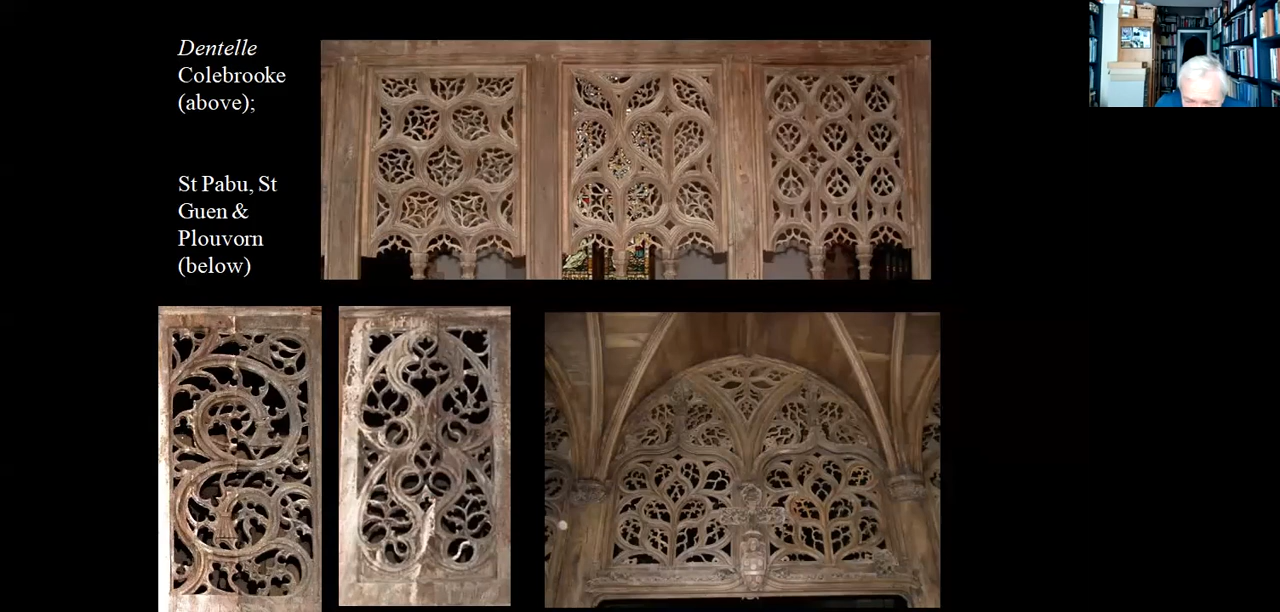 Dentelle
Colebrooke
(above);
St Pabu, St
Guen &
Plouvorn
(below)